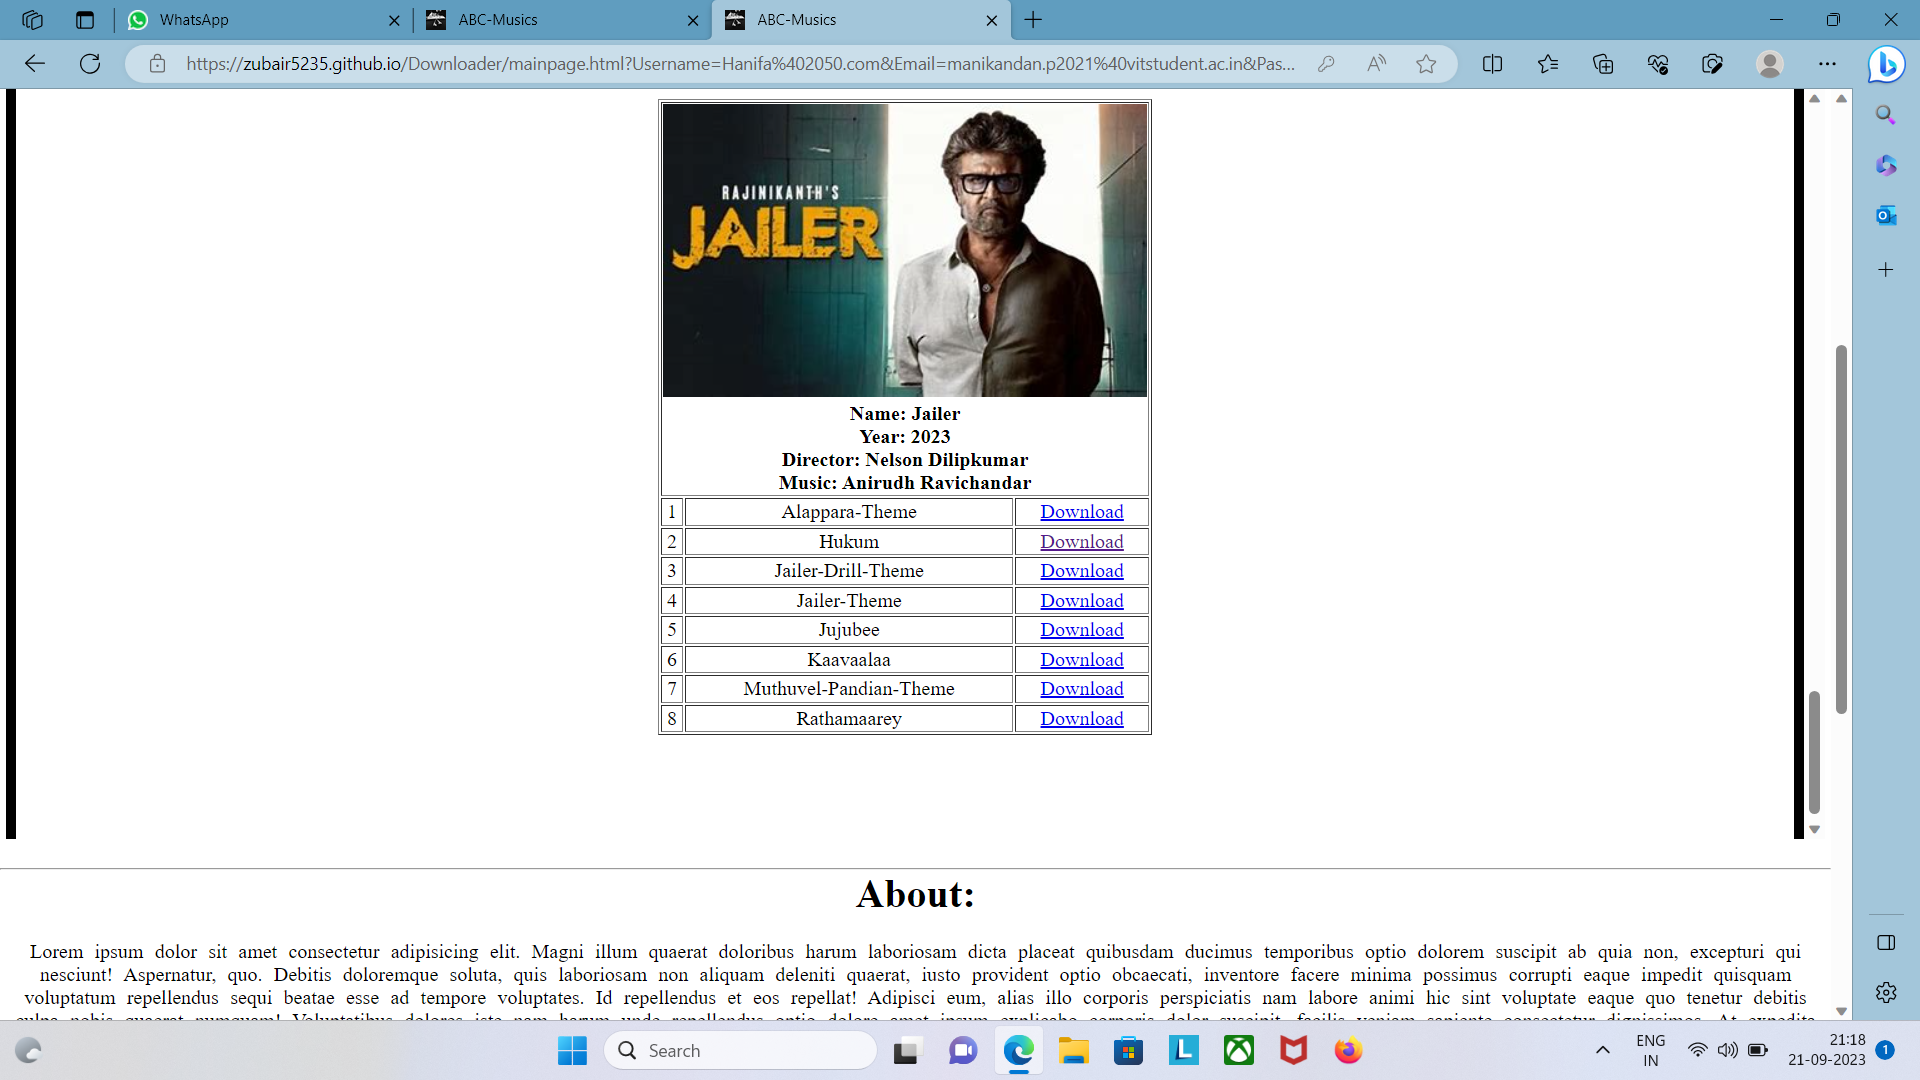 WhatsApp
ABC-Musics
ABC-Musics
https://zubair5235.github.io/Downloader/mainpage.html?Username=Hanifa%402050.com&Email=manikandan.p2021%40vitstudent.ac.in&Pas...
RAJINIKANTH'S
JAILER
Name: Jailer
Year: 2023
Director: Nelson Dilipkumar
Music: Anirudh Ravichandar
1 Alappara-Theme Download
2 Hukum Download
3 Jailer-Drill-Theme Download
4 Jailer-Theme Download
5 Jujubee Download
6 Kaavaalaa Download
7 Muthuvel-Pandian-Theme Download
8 Rathamaarey Download
About:
Lorem ipsum dolor sit amet consectetur adipisicing elit. Magni illum quaerat doloribus harum laboriosam dicta placeat quibusdam ducimus temporibus optio dolorem suscipit ab quia non, excepturi qui
nesciunt! Aspernatur, quo. Debitis doloremque soluta, quis laboriosam non aliquam deleniti quaerat, iusto provident optio obcaecati, inventore facere minima possimus corrupti eaque impedit quisquam
voluptatum repellendus sequi beatae esse ad tempore voluptates. Id repellendus et eos repellat! Adipisci eum, alias illo corporis perspiciatis nam labore animi hic sint voluptate eaque quo tenetur debitis
Search
ENG
IN
21:18
21-09-2023
1